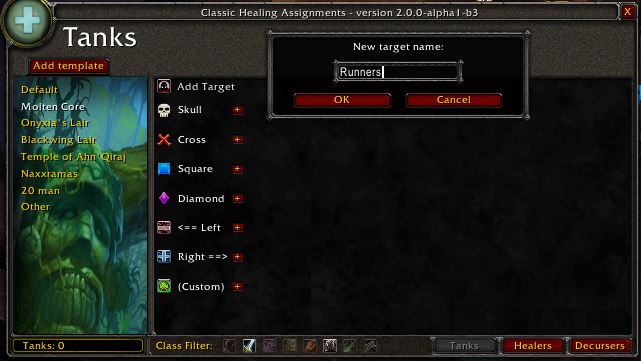 Classic Healing Assignments - version 2.0.0-alpha1-b3
X
Tanks
New target name:
Runners
OK
Cancel
Add template
Default
Molten Core
Onyxia's Lair
Blackwing Lair
Temple of Ahn'Qiraj
Naxxramas
20 man
Other
Add Target
Skull +
Cross +
Square +
Diamond +
<== Left +
Right ==> +
(Custom) +
Tanks: 0
Class Filter:
Tanks
Healers
Decursers